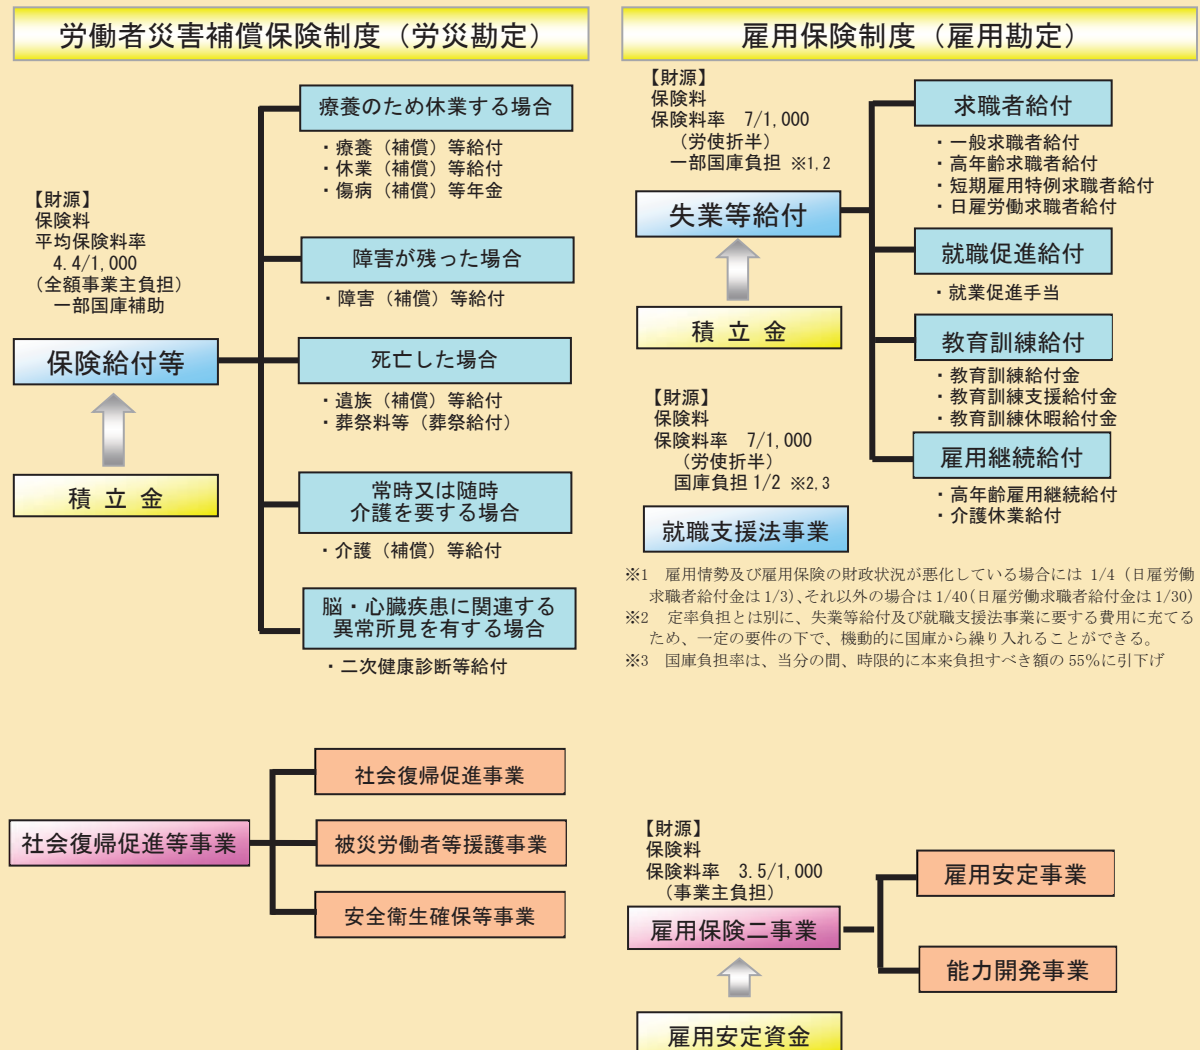 労働者災害補償保険制度（労災勘定）
【財源】
保険料
平均保険料率
4.4/1,000
（全額事業主負担）
一部国庫補助
保険給付等
積立金
療養のため休業する場合
・療養（補償）等給付
・休業（補償）等給付
・傷病（補償）等年金
障害が残った場合
・障害（補償）等給付
死亡した場合
・遺族（補償）等給付
・葬祭料等（葬祭給付）
常時又は随時
介護を要する場合
・介護（補償）等給付
脳・心臓疾患に関連する
異常所見を有する場合
・二次健康診断等給付
社会復帰促進等事業
社会復帰促進事業
被災労働者等援護事業
安全衛生確保等事業
雇用保険制度（雇用勘定）
【財源】
保険料
保険料率 7/1,000
（労使折半）
一部国庫負担 ※1,2
失業等給付
積立金
求職者給付
・一般求職者給付
・高年齢求職者給付
・短期雇用特例求職者給付
・日雇労働求職者給付
就職促進給付
・就業促進手当
教育訓練給付
・教育訓練給付金
・教育訓練支援給付金
・教育訓練休暇給付金
雇用継続給付
・高年齢雇用継続給付
・介護休業給付
【財源】
保険料
保険料率 7/1,000
（労使折半）
国庫負担 1/2 ※2,3
就職支援法事業
※1 雇用情勢及び雇用保険の財政状況が悪化している場合には 1/4（日雇労働
求職者給付金は 1/3）、それ以外の場合は 1/40（日雇労働求職者給付金は 1/30）
※2 定率負担とは別に、失業等給付及び就職支援法事業に要する費用に充てる
ため、一定の要件の下で、機動的に国庫から繰り入れることができる。
※3 国庫負担率は、当分の間、時限的に本来負担すべき額の 55％に引下げ
【財源】
保険料
保険料率 3.5/1,000
（事業主負担）
雇用保険二事業
雇用安定資金
雇用安定事業
能力開発事業